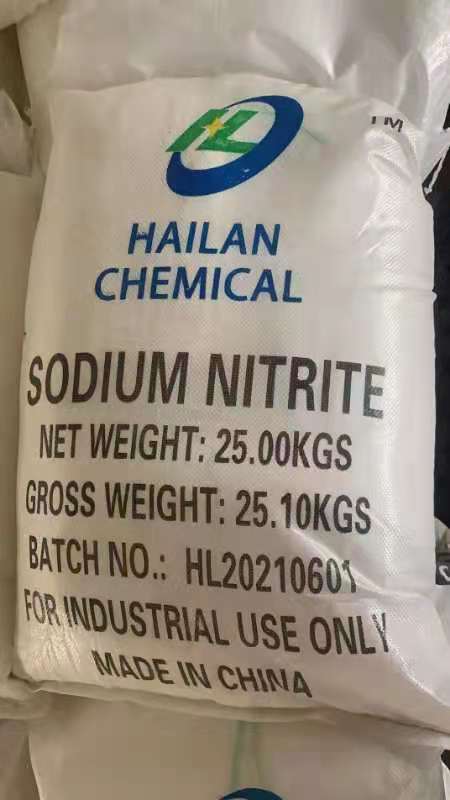 HL
TM
HAILAN
CHEMICAL
SODIUM NITRITE
NET WEIGHT: 25.00KGS
GROSS WEIGHT: 25.10KGS
BATCH NO.: HL20210601
FOR INDUSTRIAL USE ONLY
MADE IN CHINA